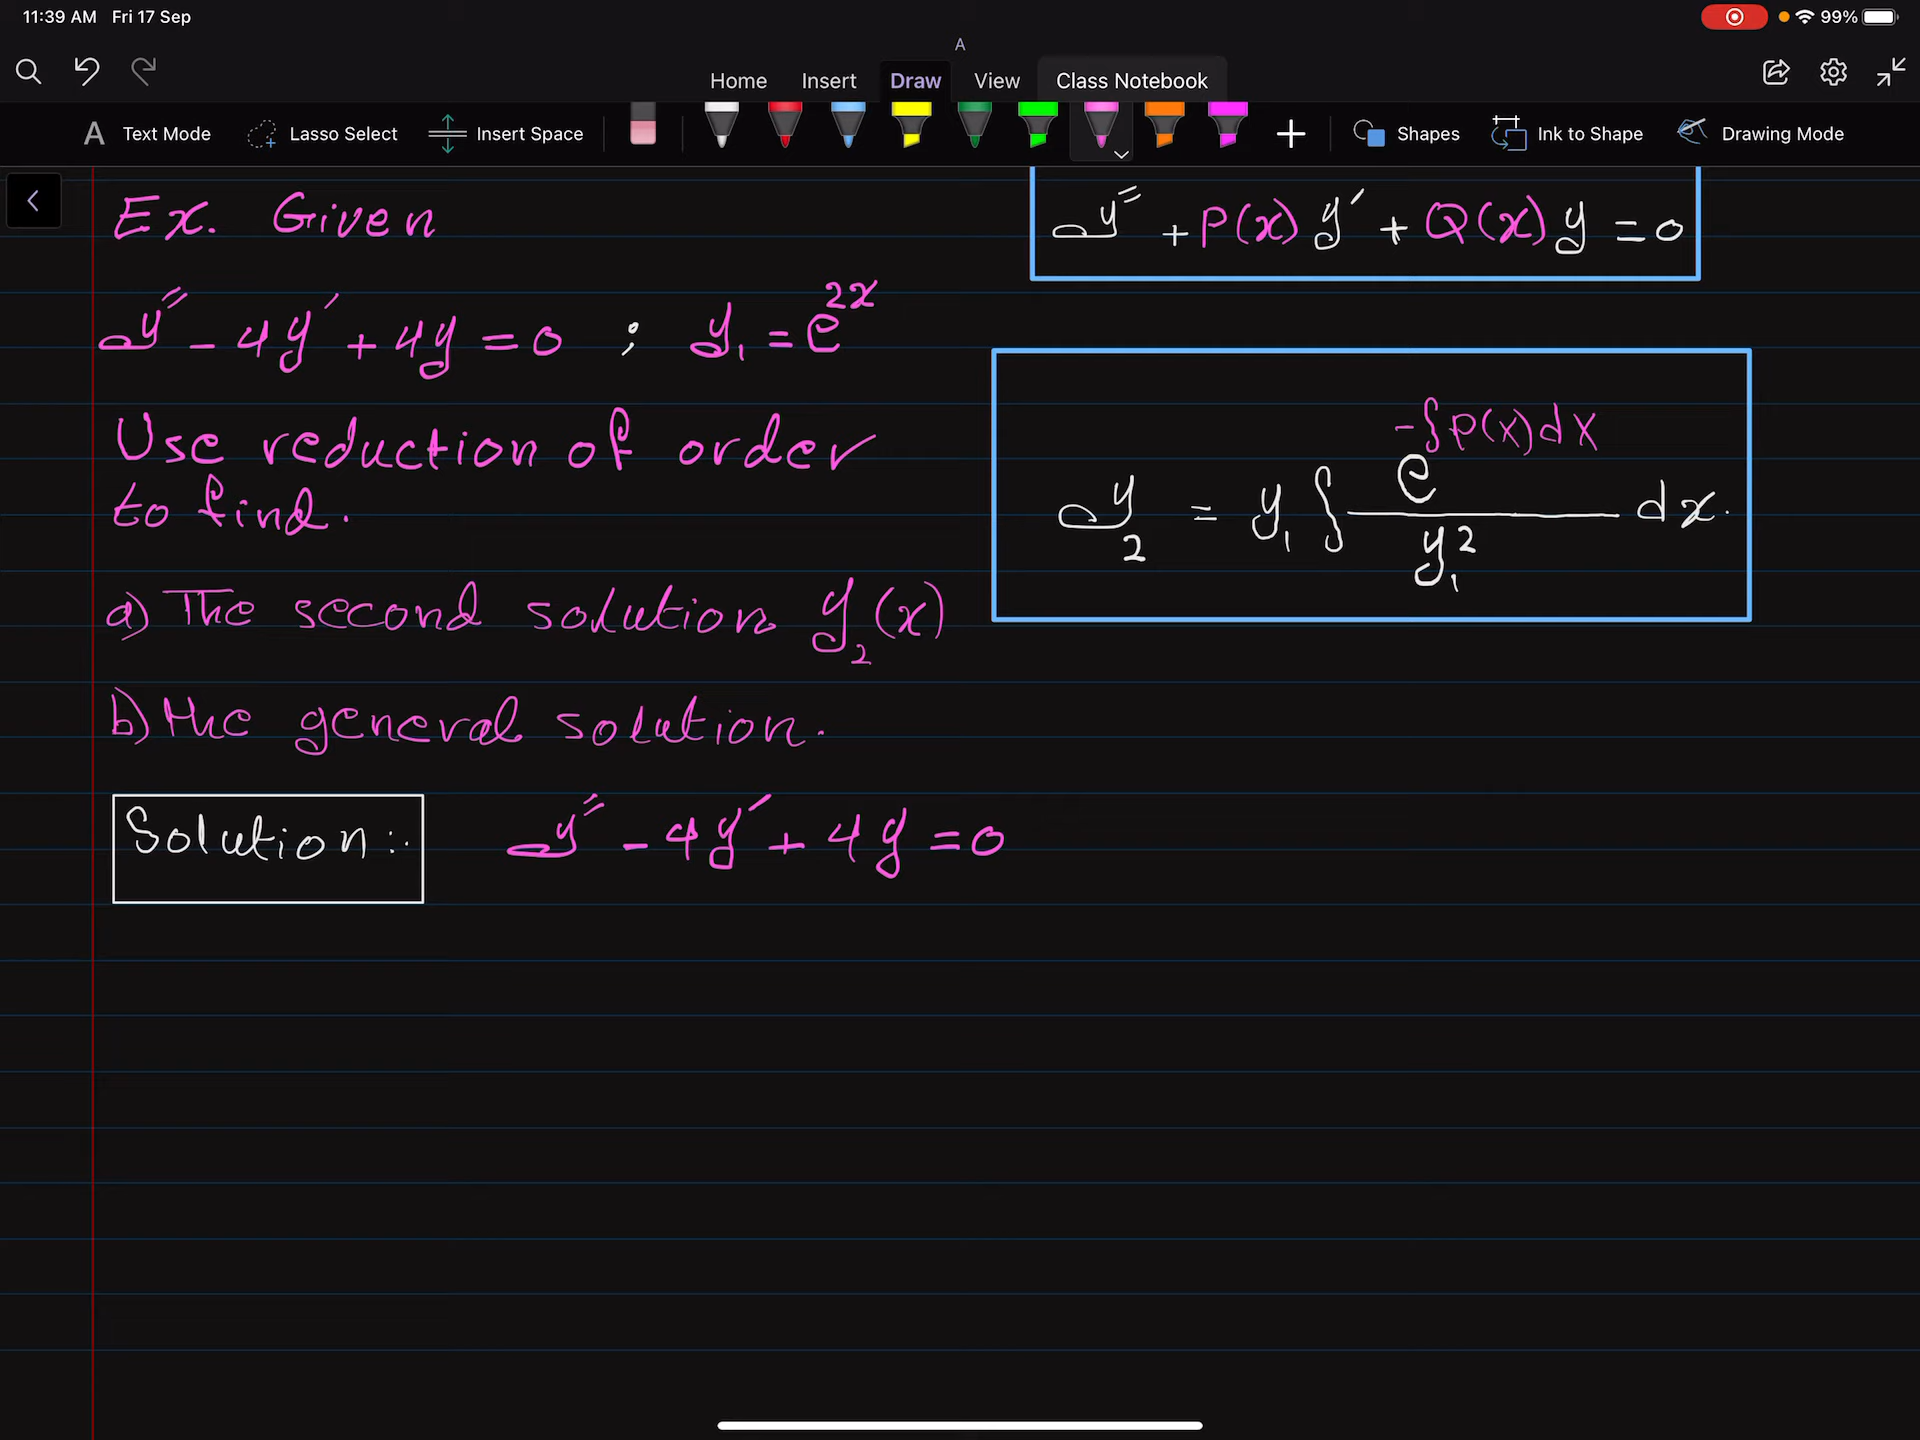 11:39 AM Fri 17 Sep 99%
A
Home Insert Draw View Class Notebook
A Text Mode Lasso Select Insert Space Shapes Ink to Shape Drawing Mode
Ex. Given
y'' + P(x) y' + Q(x) y = 0
y'' - 4y' + 4y = 0 ; y₁ = e^{2x}
Use reduction of order
to find.
y₂ = y₁ ∫ e^{-∫P(x)dx} / y₁² dx.
a) The second solution y₂(x)
b) the general solution.
Solution :- y'' - 4y' + 4y = 0